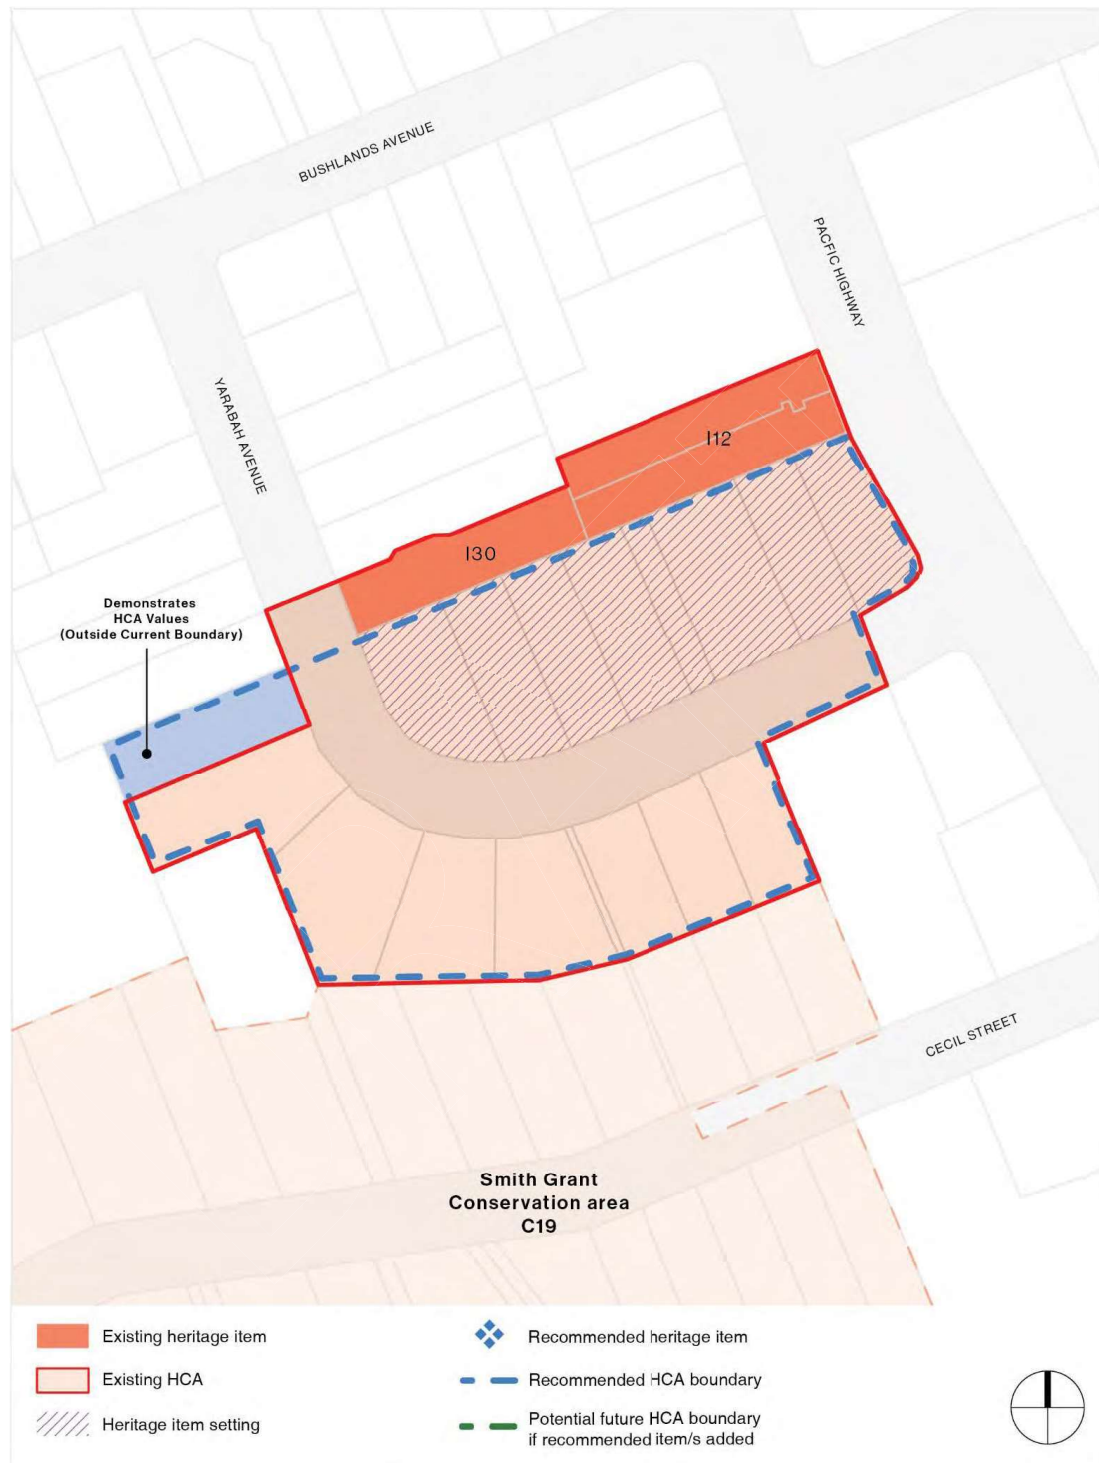 BUSHLANDS AVENUE
PACFIC HIGHWAY
YARABAH AVENUE
I12
I30
Demonstrates
HCA Values
(Outside Current Boundary)
CECIL STREET
Smith Grant
Conservation area
C19
Existing heritage item
Existing HCA
Heritage item setting
Recommended heritage item
Recommended HCA boundary
Potential future HCA boundary
if recommended item/s added